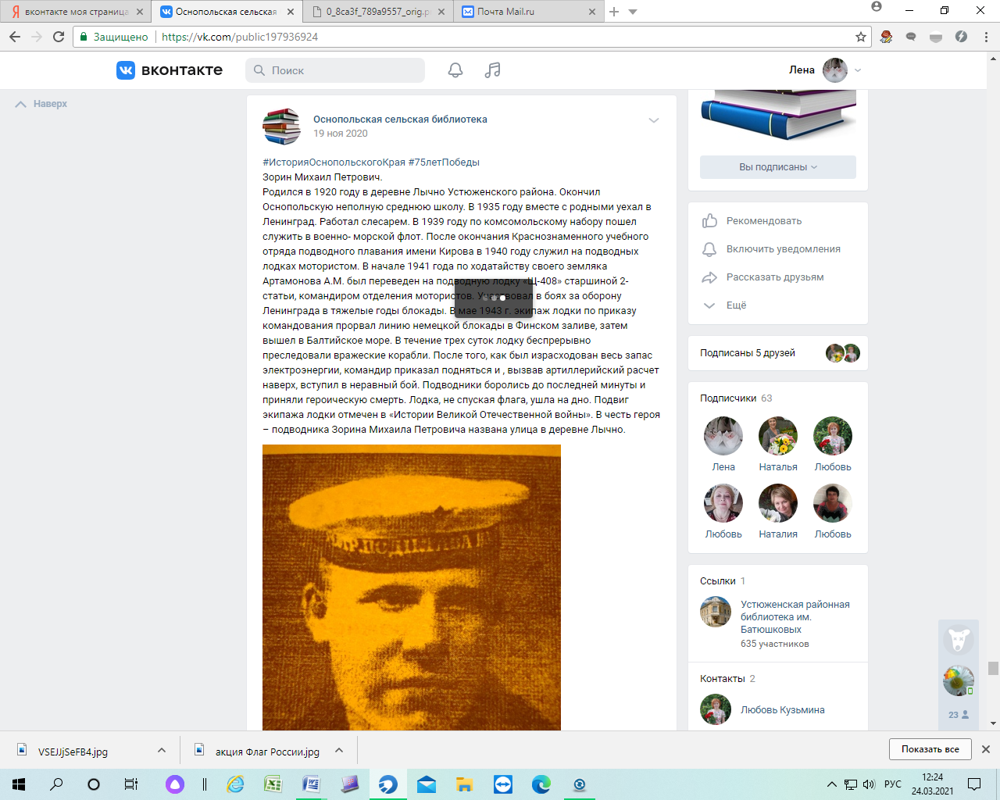 вконтакте моя страница
Оснопольская сельская
0_8ca3f_789a9557_orig.p
Почта Mail.ru
Защищено
https://vk.com/public197936924
вконтакте
Поиск
Лена
Наверх
Оснопольская сельская библиотека
19 ноя 2020
#ИсторияОснопольскогоКрая #75летПобеды
Зорин Михаил Петрович.
Родился в 1920 году в деревне Лычно Устюженского района. Окончил
Оснопольскую неполную среднюю школу. В 1935 году вместе с родными уехал в
Ленинград. Работал слесарем. В 1939 году по комсомольскому набору пошел
служить в военно- морской флот. После окончания Краснознаменного учебного
отряда подводного плавания имени Кирова в 1940 году служил на подводных
лодках мотористом. В начале 1941 года по ходатайству своего земляка
Артамонова А.М. был переведен на подводную лодку «Щ-408» старшиной 2-
статьи, командиром отделения мотористов. Участвовал в боях за оборону
Ленинграда в тяжелые годы блокады. В мае 1943 г. экипаж лодки по приказу
командования прорвал линию немецкой блокады в Финском заливе, затем
вышел в Балтийское море. В течение трех суток лодку беспрерывно
преследовали вражеские корабли. После того, как был израсходован весь запас
электроэнергии, командир приказал подняться и , вызвав артиллерийский расчет
наверх, вступил в неравный бой. Подводники боролись до последней минуты и
приняли героическую смерть. Лодка, не спуская флага, ушла на дно. Подвиг
экипажа лодки отмечен в «Истории Великой Отечественной войны». В честь героя
– подводника Зорина Михаила Петровича названа улица в деревне Лычно.
Вы подписаны
Рекомендовать
Включить уведомления
Рассказать друзьям
Ещё
Подписаны 5 друзей
Подписчики 63
Лена Наталья Любовь
Любовь Наталия Любовь
Ссылки 1
Устюженская районная
библиотека им.
Батюшковых
635 участников
Контакты 2
Любовь Кузьмина
23
VSEJJjSeFB4.jpg
акция Флаг России.jpg
Показать все
РУС
12:24
24.03.2021